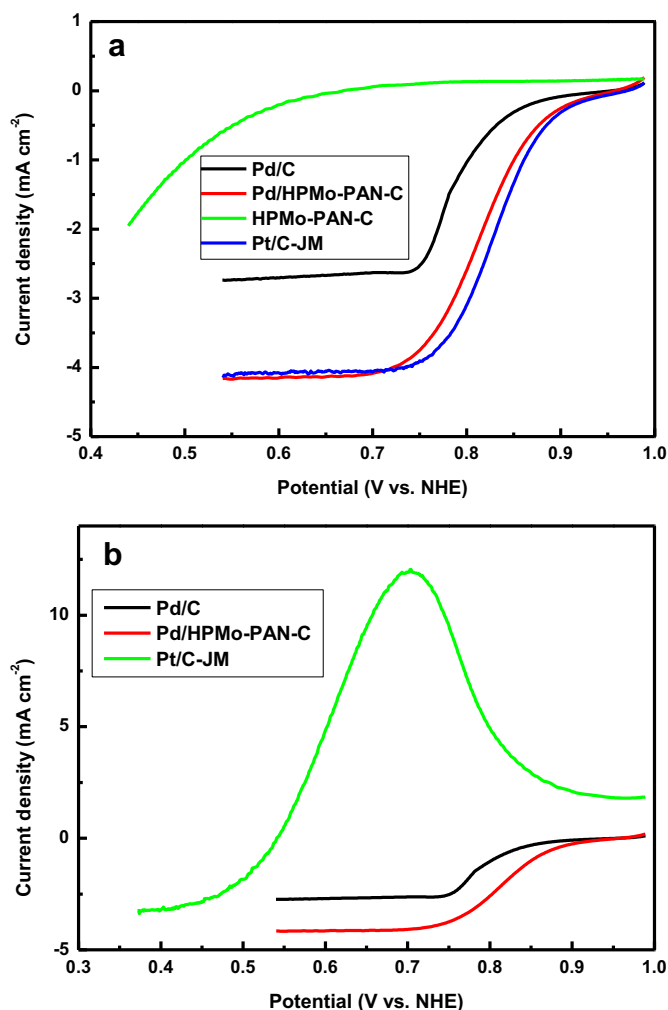 a
1
0
-1
-2
-3
-4
-5
Current density (mA cm-2)
Pd/C
Pd/HPMo-PAN-C
HPMo-PAN-C
Pt/C-JM
0.4 0.5 0.6 0.7 0.8 0.9 1.0
Potential (V vs. NHE)
b
10
5
0
-5
Current density (mA cm-2)
Pd/C
Pd/HPMo-PAN-C
Pt/C-JM
0.3 0.4 0.5 0.6 0.7 0.8 0.9 1.0
Potential (V vs. NHE)